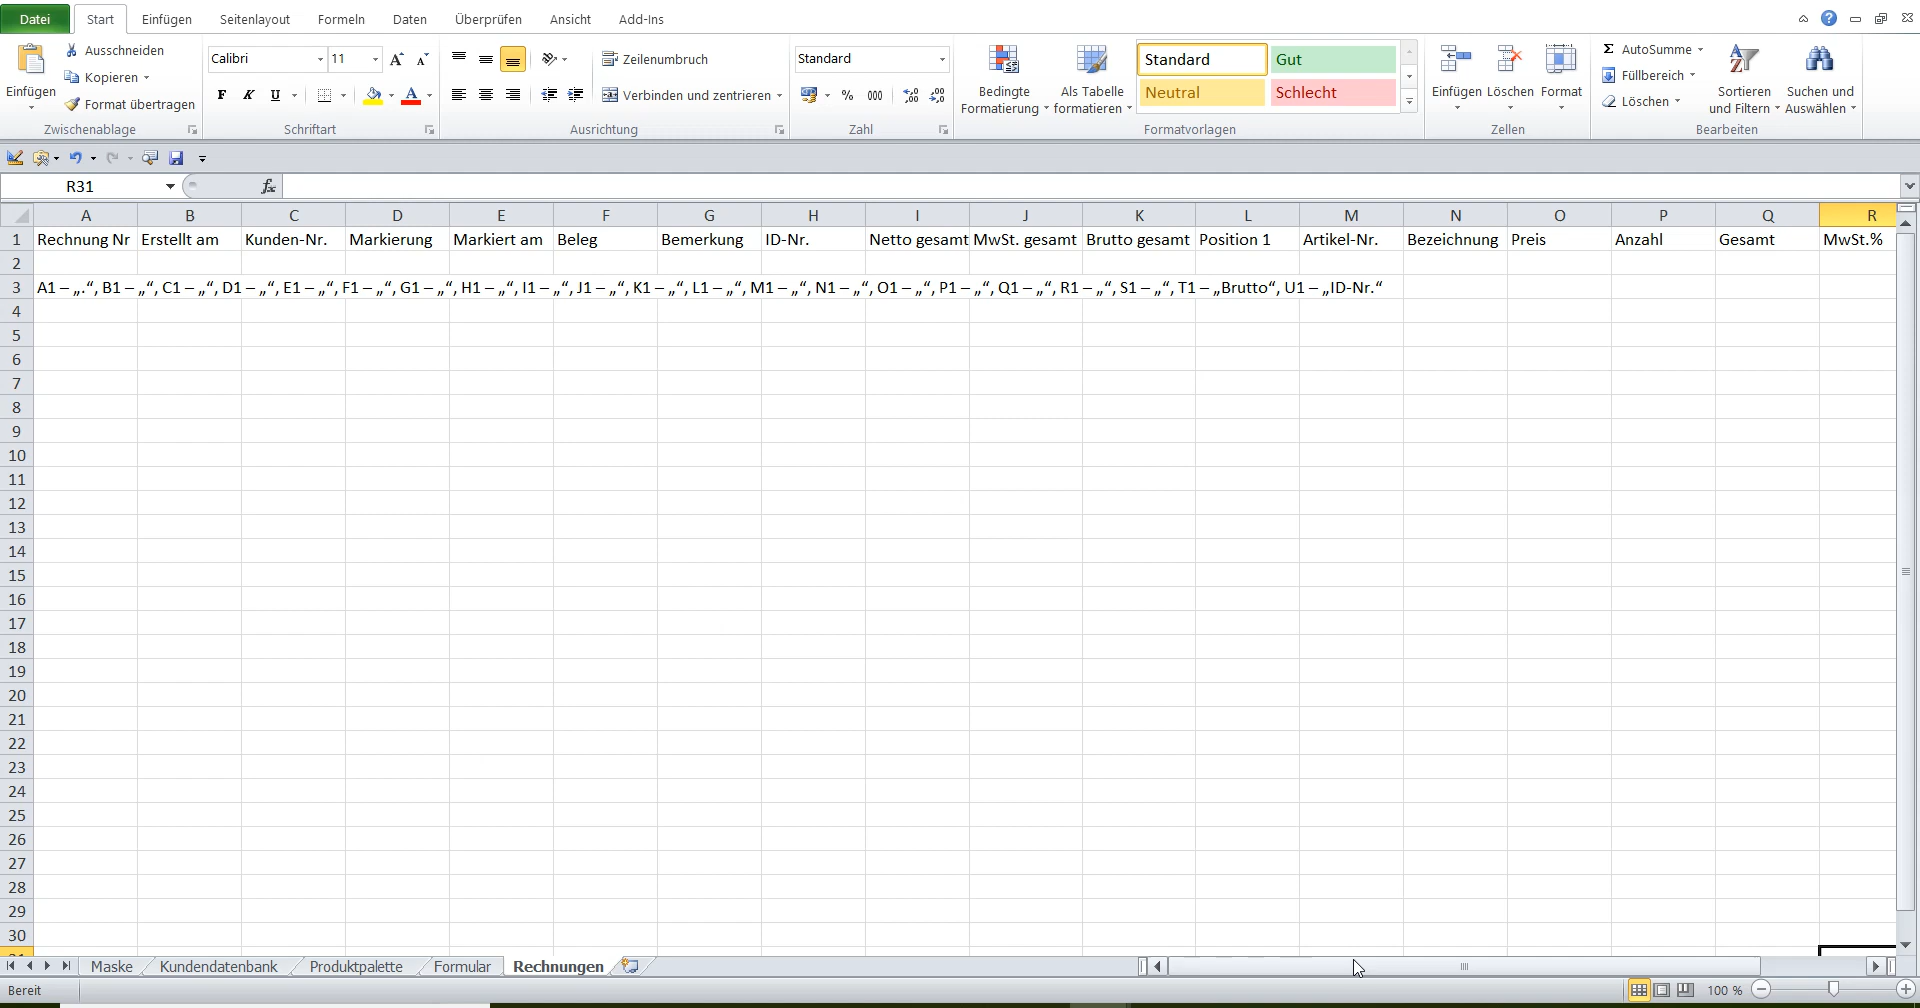 Datei Start Einfügen Seitenlayout Formeln Daten Überprüfen Ansicht Add-Ins
Einfügen
Ausschneiden
Kopieren
Format übertragen
Zwischenablage
Calibri 11
F K U
Schriftart
Zeilenumbruch
Verbinden und zentrieren
Ausrichtung
Standard
% 000
Zahl
Bedingte Formatierung
Als Tabelle formatieren
Standard Gut
Neutral Schlecht
Formatvorlagen
Einfügen Löschen Format
Zellen
Σ AutoSumme
Füllbereich
Löschen
Sortieren und Filtern
Suchen und Auswählen
Bearbeiten
R31 fx
A B C D E F G H I J K L M N O P Q R
1 Rechnung Nr Erstellt am Kunden-Nr. Markierung Markiert am Beleg Bemerkung ID-Nr. Netto gesamt MwSt. gesamt Brutto gesamt Position 1 Artikel-Nr. Bezeichnung Preis Anzahl Gesamt MwSt.%
2
3 A1 – „.“, B1 – „“, C1 – „“, D1 – „“, E1 – „“, F1 – „“, G1 – „“, H1 – „“, I1 – „“, J1 – „“, K1 – „“, L1 – „“, M1 – „“, N1 – „“, O1 – „“, P1 – „“, Q1 – „“, R1 – „“, S1 – „“, T1 – „Brutto“, U1 – „ID-Nr.“
4
5
6
7
8
9
10
11
12
13
14
15
16
17
18
19
20
21
22
23
24
25
26
27
28
29
30
Maske Kundendatenbank Produktpalette Formular Rechnungen
Bereit 100 %